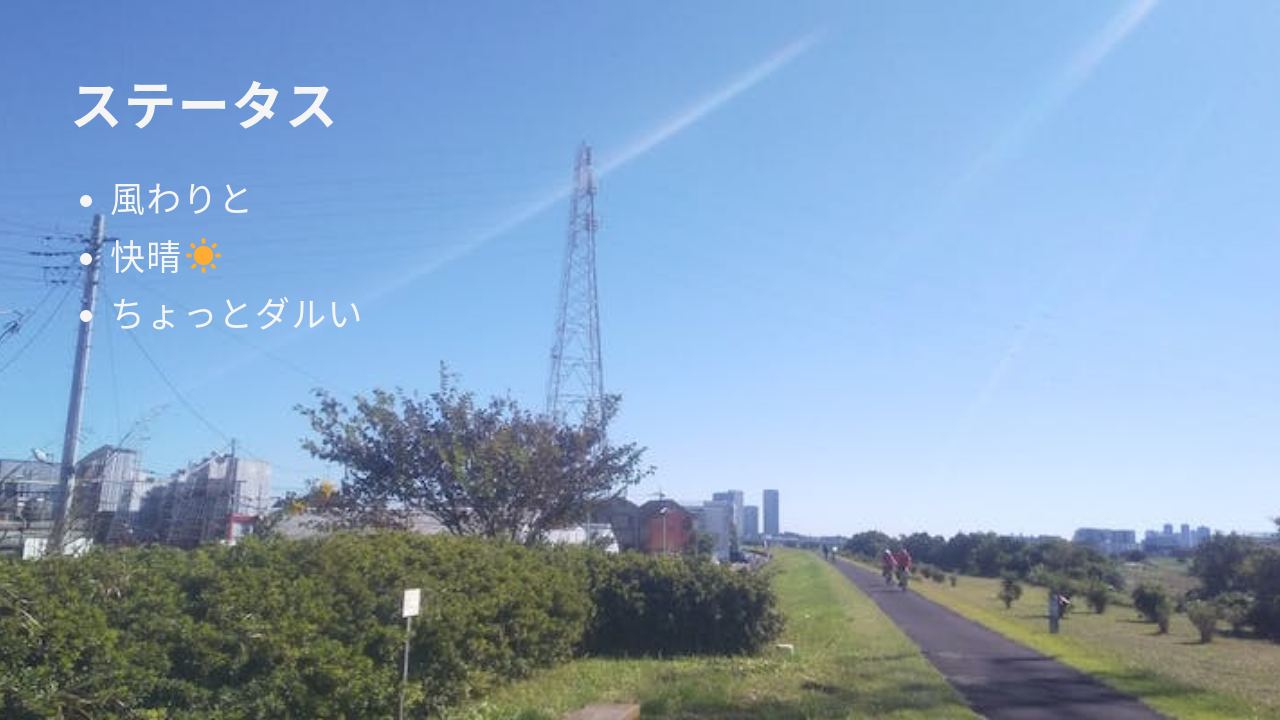 ステータス
• 風わりと
• 快晴☀️
• ちょっとダルい